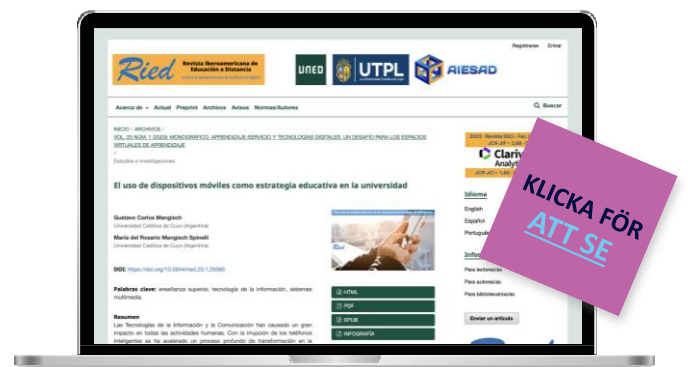 Registrarse Entrar
Ried
Revista Iberoamericana de
Educación a Distancia
UNED
UTPL
AIESAD
Acerca de Actual Preprint Archivos Avisos Normas/Autores
Buscar
INICIO / ARCHIVOS /
VOL. 23 NÚM. 1 (2020): MONOGRÁFICO. APRENDIZAJE-SERVICIO Y TECNOLOGÍAS DIGITALES: UN DESAFÍO PARA LOS ESPACIOS
VIRTUALES DE APRENDIZAJE
/
Estudios e investigaciones
El uso de dispositivos móviles como estrategia educativa en la universidad
Gustavo Carlos Mangisch
Universidad Católica de Cuyo (Argentina)
María del Rosario Mangisch Spinelli
Universidad Católica de Cuyo (Argentina)
DOI: https://doi.org/10.5944/ried.23.1.25065
Palabras clave: enseñanza superior, tecnología de la información, sistemas
multimedia.
Resumen
Las Tecnologías de la Información y la Comunicación han causado un gran
impacto en todas las actividades humanas. Con la irrupción de los teléfonos
inteligentes se ha acelerado un proceso profundo de transformación en la
Ried
HTML
PDF
EPUB
INFOGRAFÍA
Clariv
Analyt
Idioma
English
Español
Portugu
Info
Para lectores/as
Para autores/as
Para bibliotecarios/as
Enviar un artículo
KLICKA FÖR
ATT SE